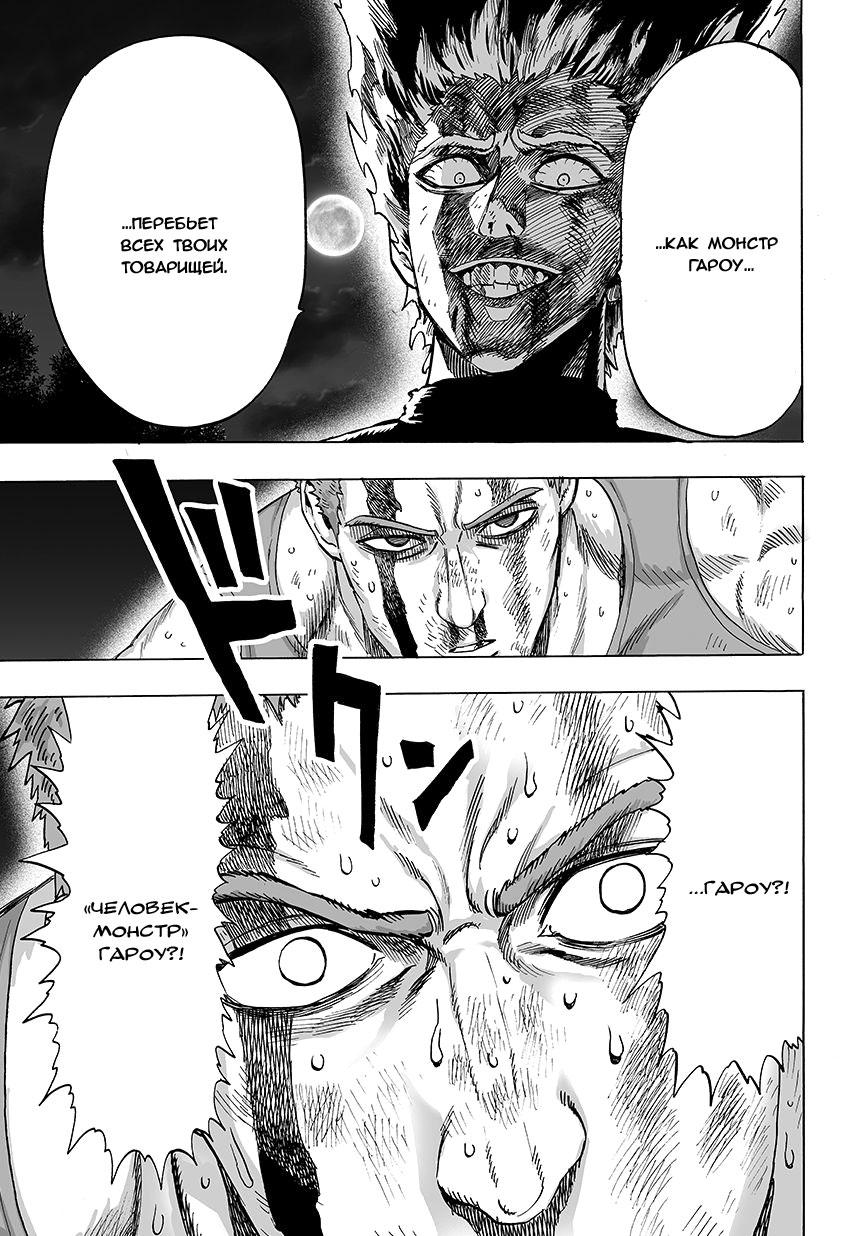 ...КАК МОНСТР
ГАРОУ...
...ПЕРЕБЬЕТ
ВСЕХ ТВОИХ
ТОВАРИЩЕЙ.
ドクン
...ГАРОУ?!
«ЧЕЛОВЕК-
МОНСТР»
ГАРОУ?!